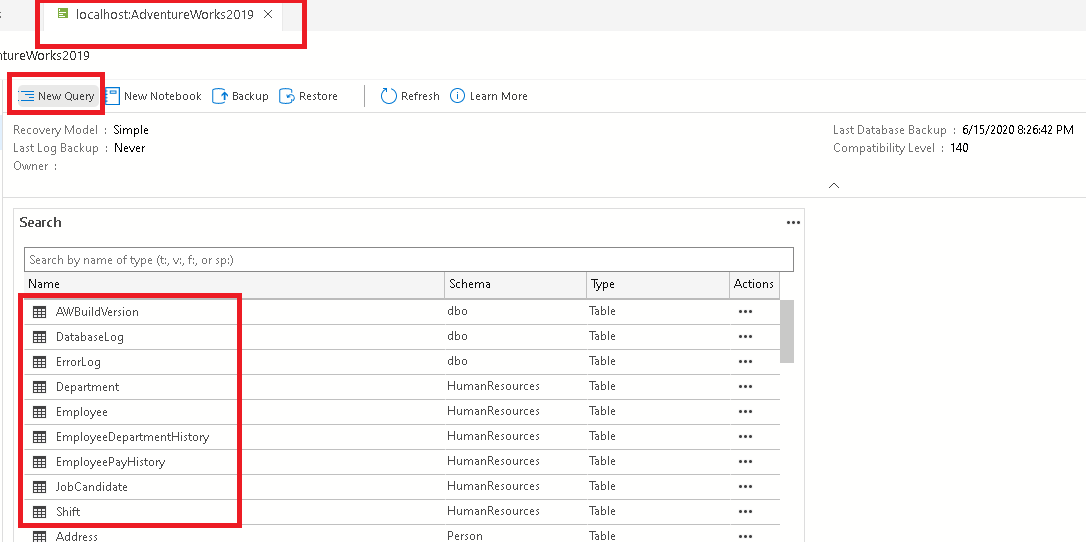 localhost:AdventureWorks2019
ntureWorks2019
New Query New Notebook Backup Restore Refresh Learn More
Recovery Model : Simple Last Database Backup : 6/15/2020 8:26:42 PM
Last Log Backup : Never Compatibility Level : 140
Owner :
Search
Search by name of type (t:, v:, f:, or sp:)
Name Schema Type Actions
AWBuildVersion dbo Table
DatabaseLog dbo Table
ErrorLog dbo Table
Department HumanResources Table
Employee HumanResources Table
EmployeeDepartmentHistory HumanResources Table
EmployeePayHistory HumanResources Table
JobCandidate HumanResources Table
Shift HumanResources Table
Address Person Table